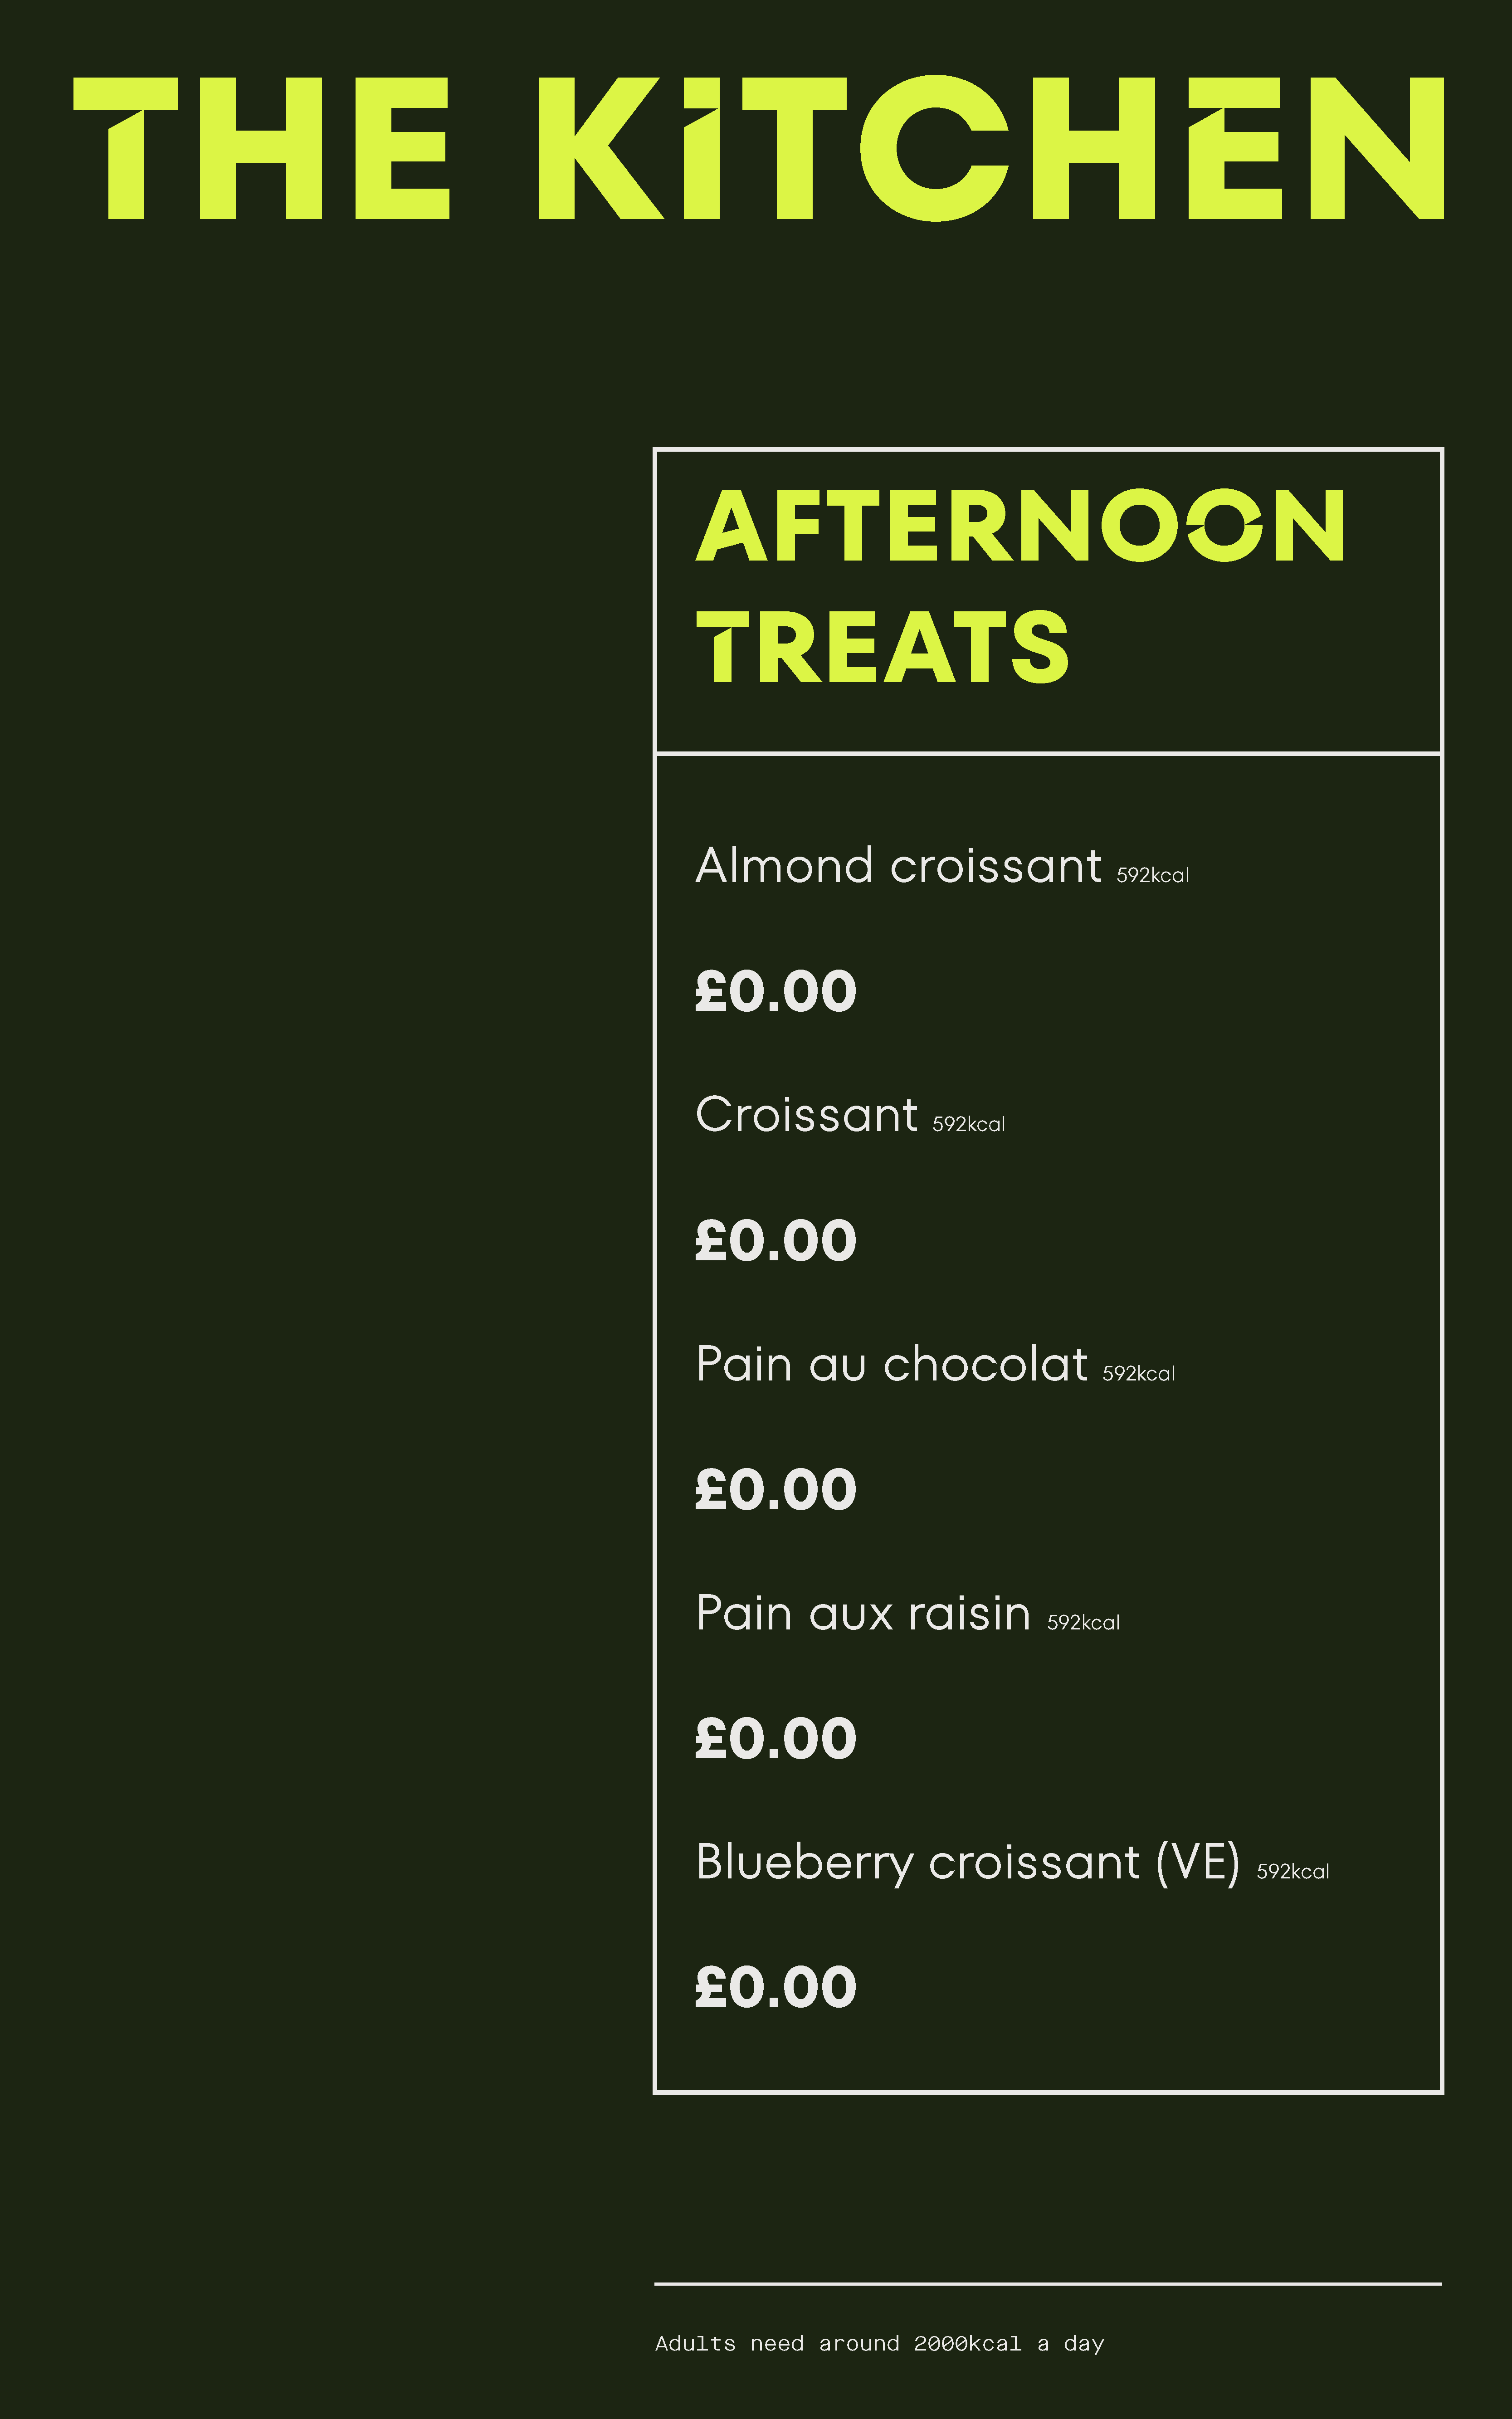 THE KiTCHEN
AFTERNOON
TREATS
Almond croissant 592kcal
£0.00
Croissant 592kcal
£0.00
Pain au chocolat 592kcal
£0.00
Pain aux raisin 592kcal
£0.00
Blueberry croissant (VE) 592kcal
£0.00
Adults need around 2000kcal a day